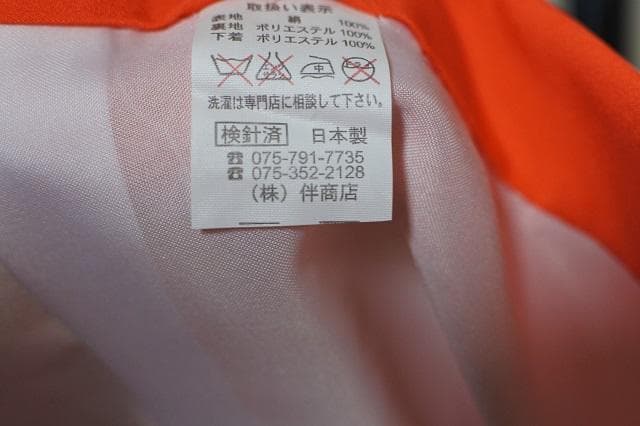 取扱い表示
表地 絹 100%
裏地 ポリエステル 100%
下着 ポリエステル 100%
中
洗濯は専門店に相談して下さい。
検針済 日本製
☎ 075-791-7735
☎ 075-352-2128
(株) 伴商店